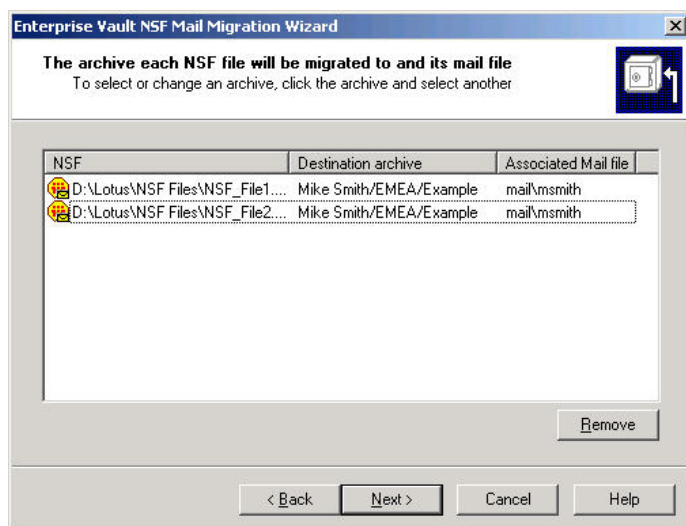 Enterprise Vault NSF Mail Migration Wizard
The archive each NSF file will be migrated to and its mail file
To select or change an archive, click the archive and select another
NSF Destination archive Associated Mail file
D:\Lotus\NSF Files\NSF_File1.... Mike Smith/EMEA/Example mail\msmith
D:\Lotus\NSF Files\NSF_File2.... Mike Smith/EMEA/Example mail\msmith
Remove
< Back Next > Cancel Help